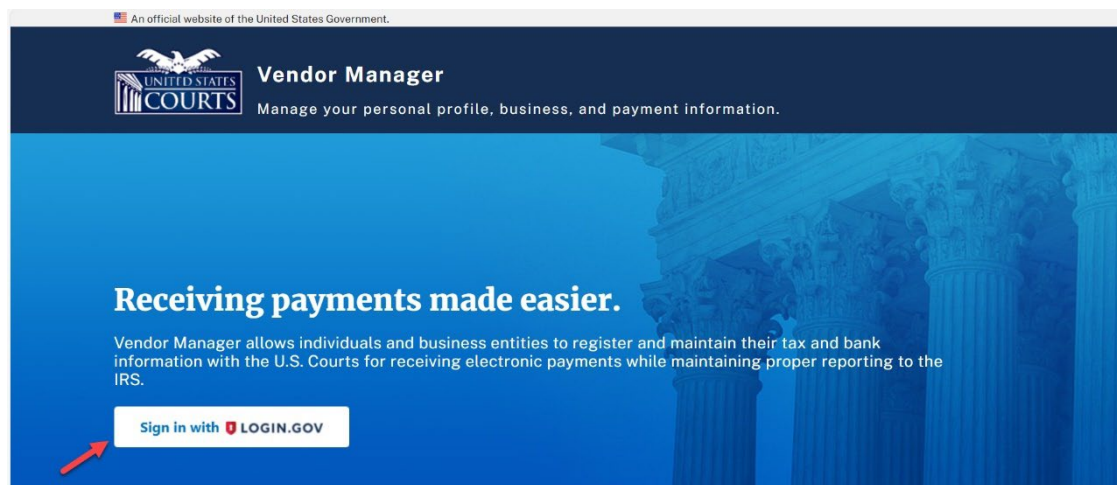 An official website of the United States Government.
UNITED STATES
COURTS
Vendor Manager
Manage your personal profile, business, and payment information.
Receiving payments made easier.
Vendor Manager allows individuals and business entities to register and maintain their tax and bank
information with the U.S. Courts for receiving electronic payments while maintaining proper reporting to the
IRS.
Sign in with LOGIN.GOV